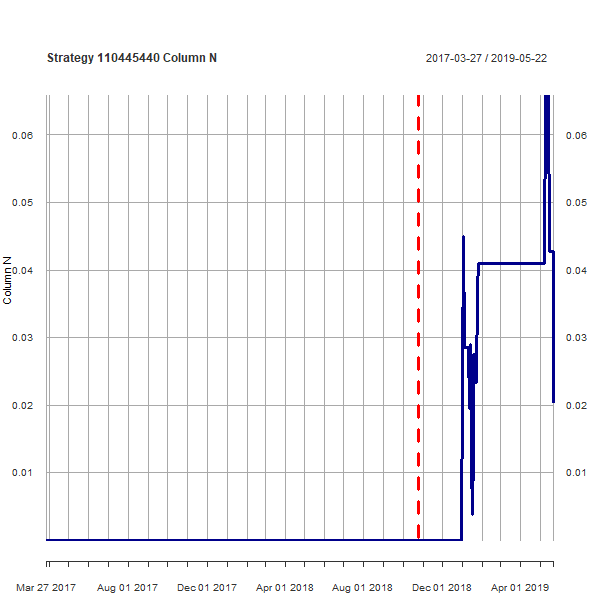 Strategy 110445440 Column N
2017-03-27 / 2019-05-22
0.06
0.06
0.05
0.05
0.04
0.04
Column N
0.03
0.03
0.02
0.02
0.01
0.01
Mar 27 2017
Aug 01 2017
Dec 01 2017
Apr 01 2018
Aug 01 2018
Dec 01 2018
Apr 01 2019